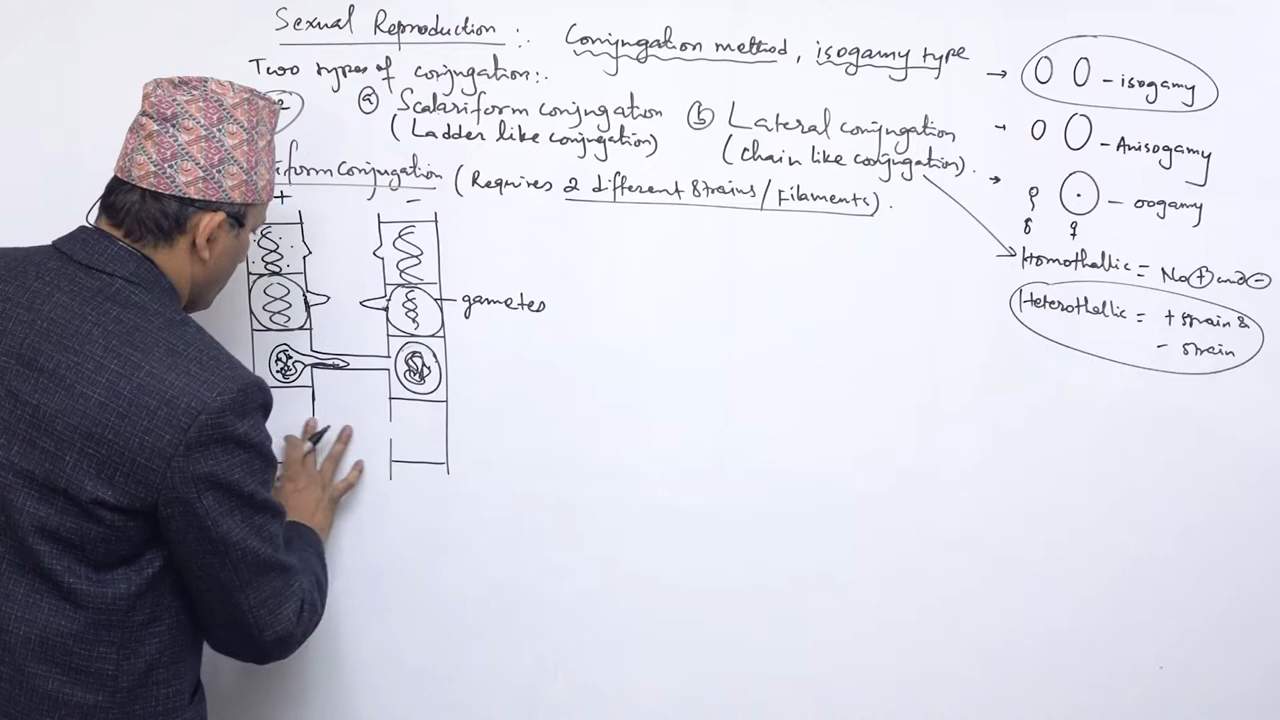 Sexual Reproduction :. Conjugation method, isogamy type
Two types of conjugation:.
ⓐ Scalariform conjugation ⓑ Lateral conjugation
(Ladder like conjugation) (Chain like conjugation).
iform conjugation (Requires 2 different Strains/Filaments).
+ -
gametes
→ - isogamy
→ - Anisogamy
→ - oogamy
♂ ♀
Homothallic = No ⊕ and ⊖
Heterothallic = + strain &
- strain